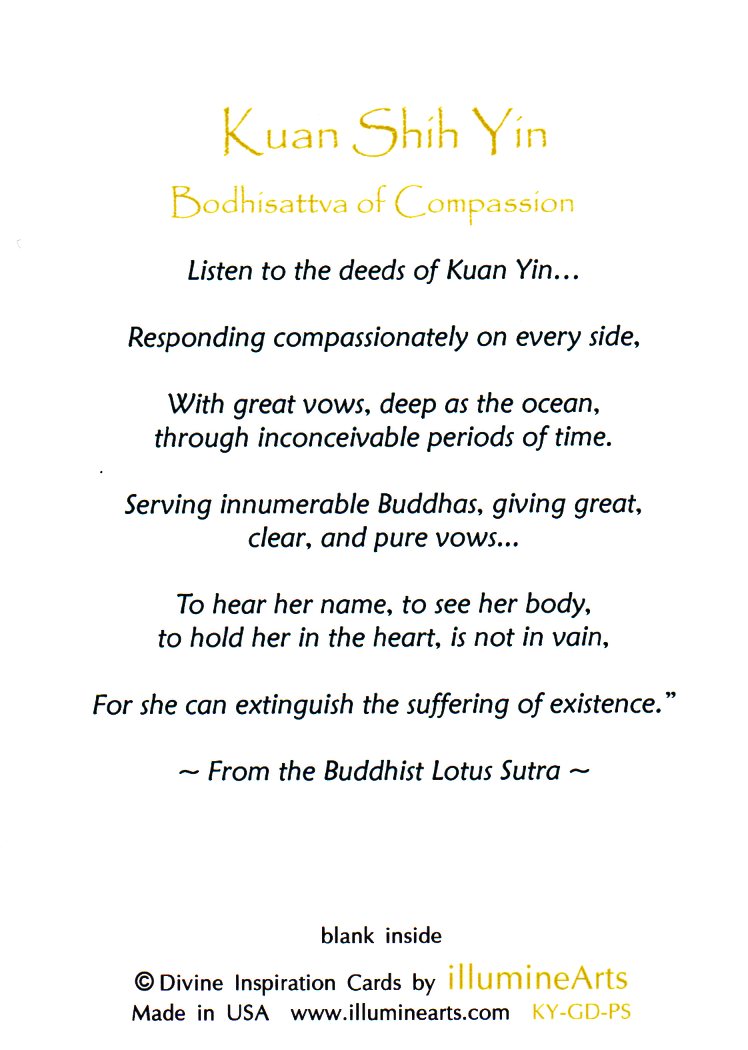 Kuan Shih Yin
Bodhisattva of Compassion
Listen to the deeds of Kuan Yin...
Responding compassionately on every side,
With great vows, deep as the ocean,
through inconceivable periods of time.
Serving innumerable Buddhas, giving great,
clear, and pure vows...
To hear her name, to see her body,
to hold her in the heart, is not in vain,
For she can extinguish the suffering of existence.”
~ From the Buddhist Lotus Sutra ~
blank inside
© Divine Inspiration Cards by illumineArts
Made in USA www.illuminearts.com KY-GD-PS